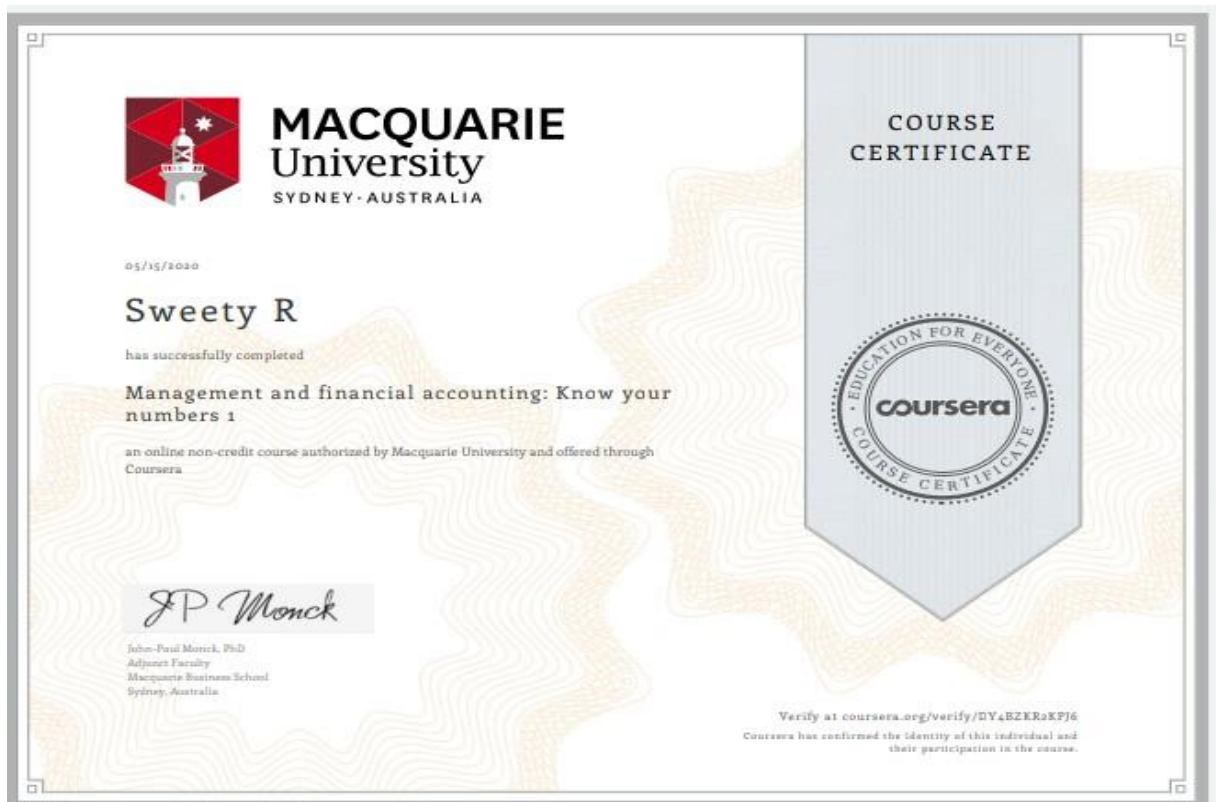 MACQUARIE
University
SYDNEY-AUSTRALIA
COURSE
CERTIFICATE
05/15/2020
Sweety R
has successfully completed
Management and financial accounting: Know your
numbers 1
an online non-credit course authorized by Macquarie University and offered through
Coursera
EDUCATION FOR EVERYONE
coursera
COURSE CERTIFICATE
JP Monck
John-Paul Monck, PhD
Adjunct Faculty
Macquarie Business School
Sydney, Australia
Verify at coursera.org/verify/DY4BZKR2KPJ6
Coursera has confirmed the identity of this individual and
their participation in the course.